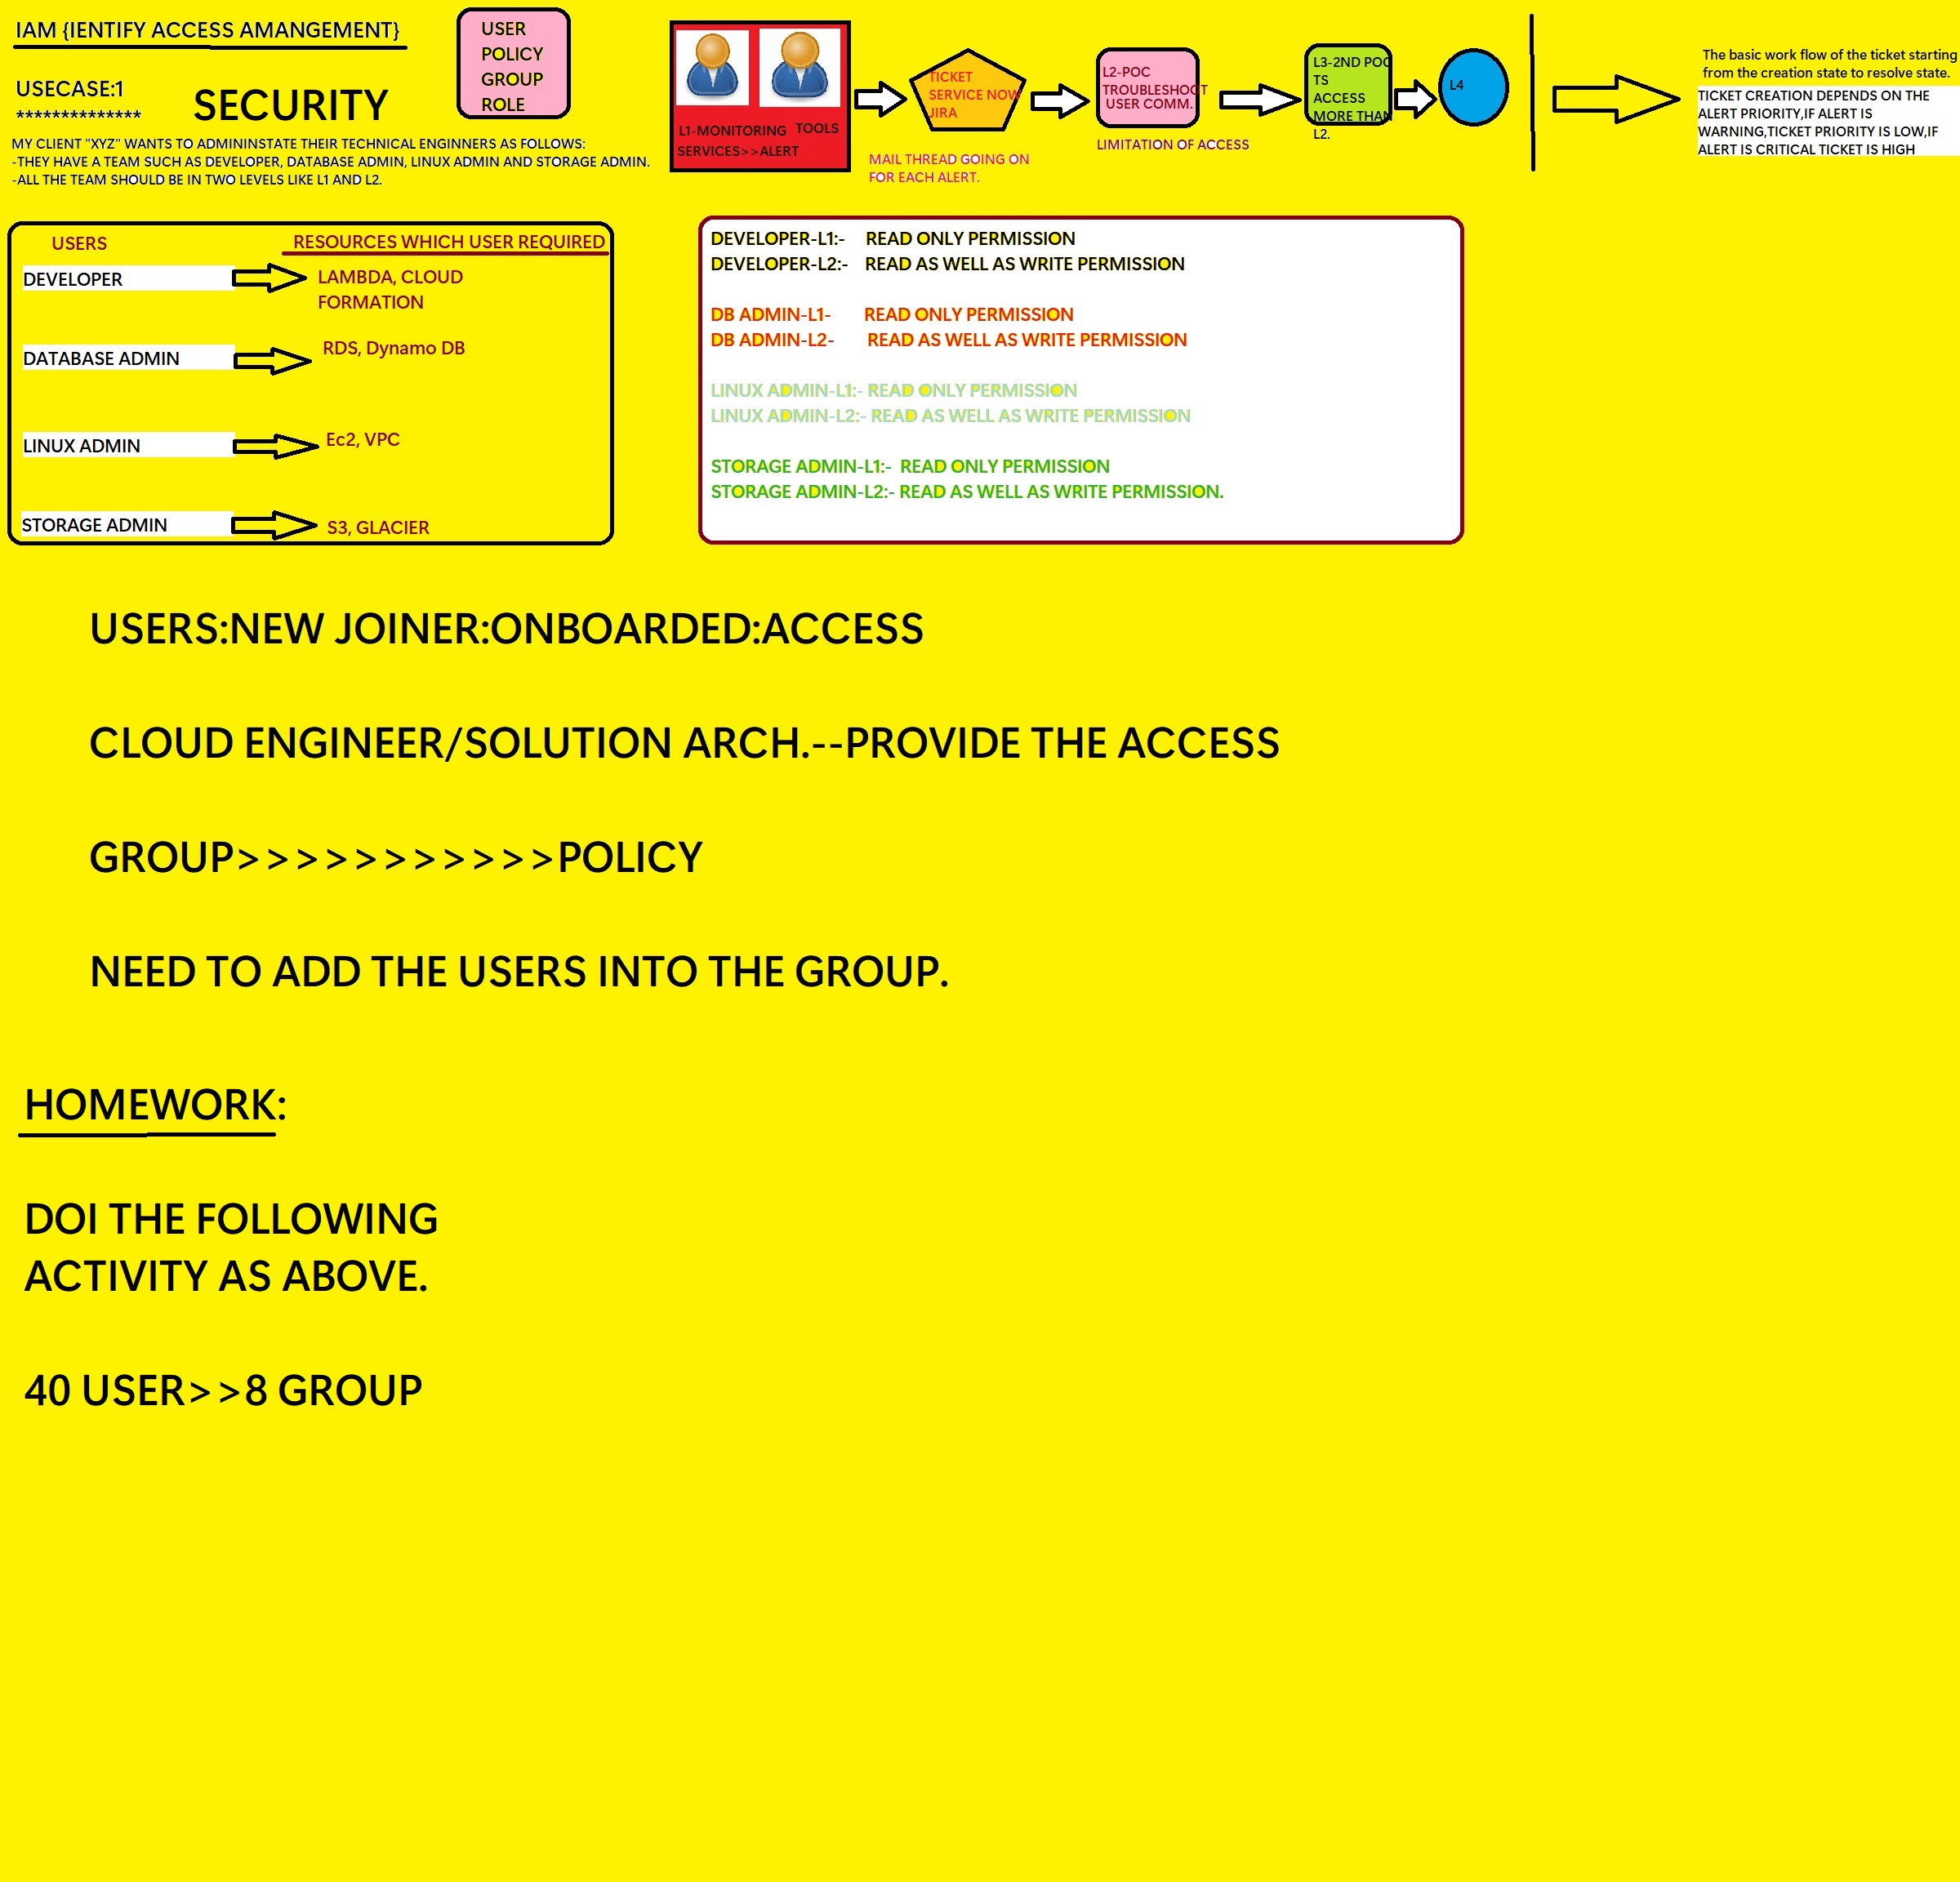 IAM {IENTIFY ACCESS AMANGEMENT}
USECASE:1
**************
SECURITY
USER
POLICY
GROUP
ROLE
MY CLIENT "XYZ" WANTS TO ADMININSTATE THEIR TECHNICAL ENGINNERS AS FOLLOWS:
-THEY HAVE A TEAM SUCH AS DEVELOPER, DATABASE ADMIN, LINUX ADMIN AND STORAGE ADMIN.
-ALL THE TEAM SHOULD BE IN TWO LEVELS LIKE L1 AND L2.
L1-MONITORING TOOLS
SERVICES>>ALERT
TICKET
SERVICE NOW
JIRA
MAIL THREAD GOING ON
FOR EACH ALERT.
L2-POC
TROUBLESHOOT
USER COMM.
LIMITATION OF ACCESS
L3-2ND POC
TS
ACCESS
MORE THAN
L2.
L4
The basic work flow of the ticket starting
from the creation state to resolve state.
TICKET CREATION DEPENDS ON THE
ALERT PRIORITY,IF ALERT IS
WARNING,TICKET PRIORITY IS LOW,IF
ALERT IS CRITICAL TICKET IS HIGH
USERS
RESOURCES WHICH USER REQUIRED
DEVELOPER
LAMBDA, CLOUD
FORMATION
DATABASE ADMIN
RDS, Dynamo DB
LINUX ADMIN
Ec2, VPC
STORAGE ADMIN
S3, GLACIER
DEVELOPER-L1:- READ ONLY PERMISSION
DEVELOPER-L2:- READ AS WELL AS WRITE PERMISSION
DB ADMIN-L1- READ ONLY PERMISSION
DB ADMIN-L2- READ AS WELL AS WRITE PERMISSION
LINUX ADMIN-L1:- READ ONLY PERMISSION
LINUX ADMIN-L2:- READ AS WELL AS WRITE PERMISSION
STORAGE ADMIN-L1:- READ ONLY PERMISSION
STORAGE ADMIN-L2:- READ AS WELL AS WRITE PERMISSION.
USERS:NEW JOINER:ONBOARDED:ACCESS
CLOUD ENGINEER/SOLUTION ARCH.--PROVIDE THE ACCESS
GROUP>>>>>>>>>>>POLICY
NEED TO ADD THE USERS INTO THE GROUP.
HOMEWORK:
DOI THE FOLLOWING
ACTIVITY AS ABOVE.
40 USER>>8 GROUP